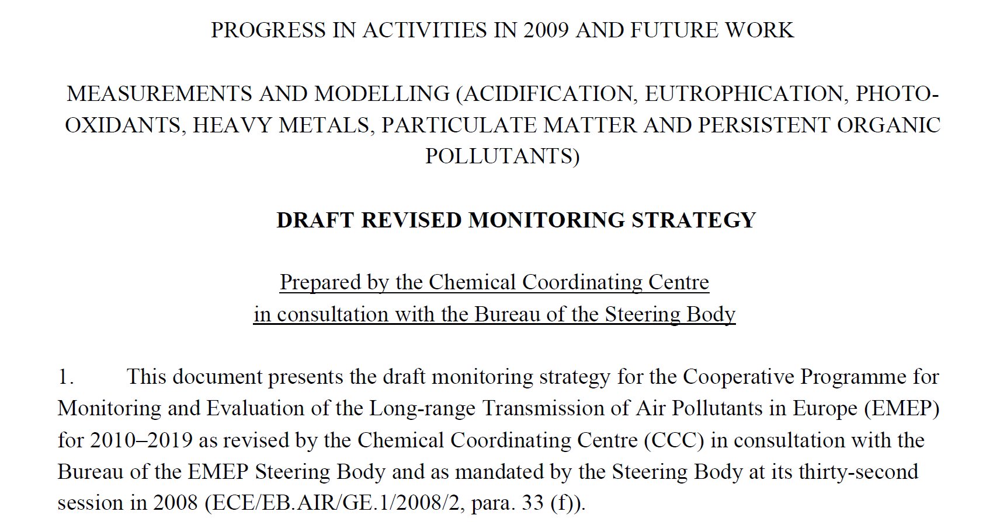 PROGRESS IN ACTIVITIES IN 2009 AND FUTURE WORK
MEASUREMENTS AND MODELLING (ACIDIFICATION, EUTROPHICATION, PHOTO-
OXIDANTS, HEAVY METALS, PARTICULATE MATTER AND PERSISTENT ORGANIC
POLLUTANTS)
DRAFT REVISED MONITORING STRATEGY
Prepared by the Chemical Coordinating Centre
in consultation with the Bureau of the Steering Body
1. This document presents the draft monitoring strategy for the Cooperative Programme for
Monitoring and Evaluation of the Long-range Transmission of Air Pollutants in Europe (EMEP)
for 2010–2019 as revised by the Chemical Coordinating Centre (CCC) in consultation with the
Bureau of the EMEP Steering Body and as mandated by the Steering Body at its thirty-second
session in 2008 (ECE/EB.AIR/GE.1/2008/2, para. 33 (f)).